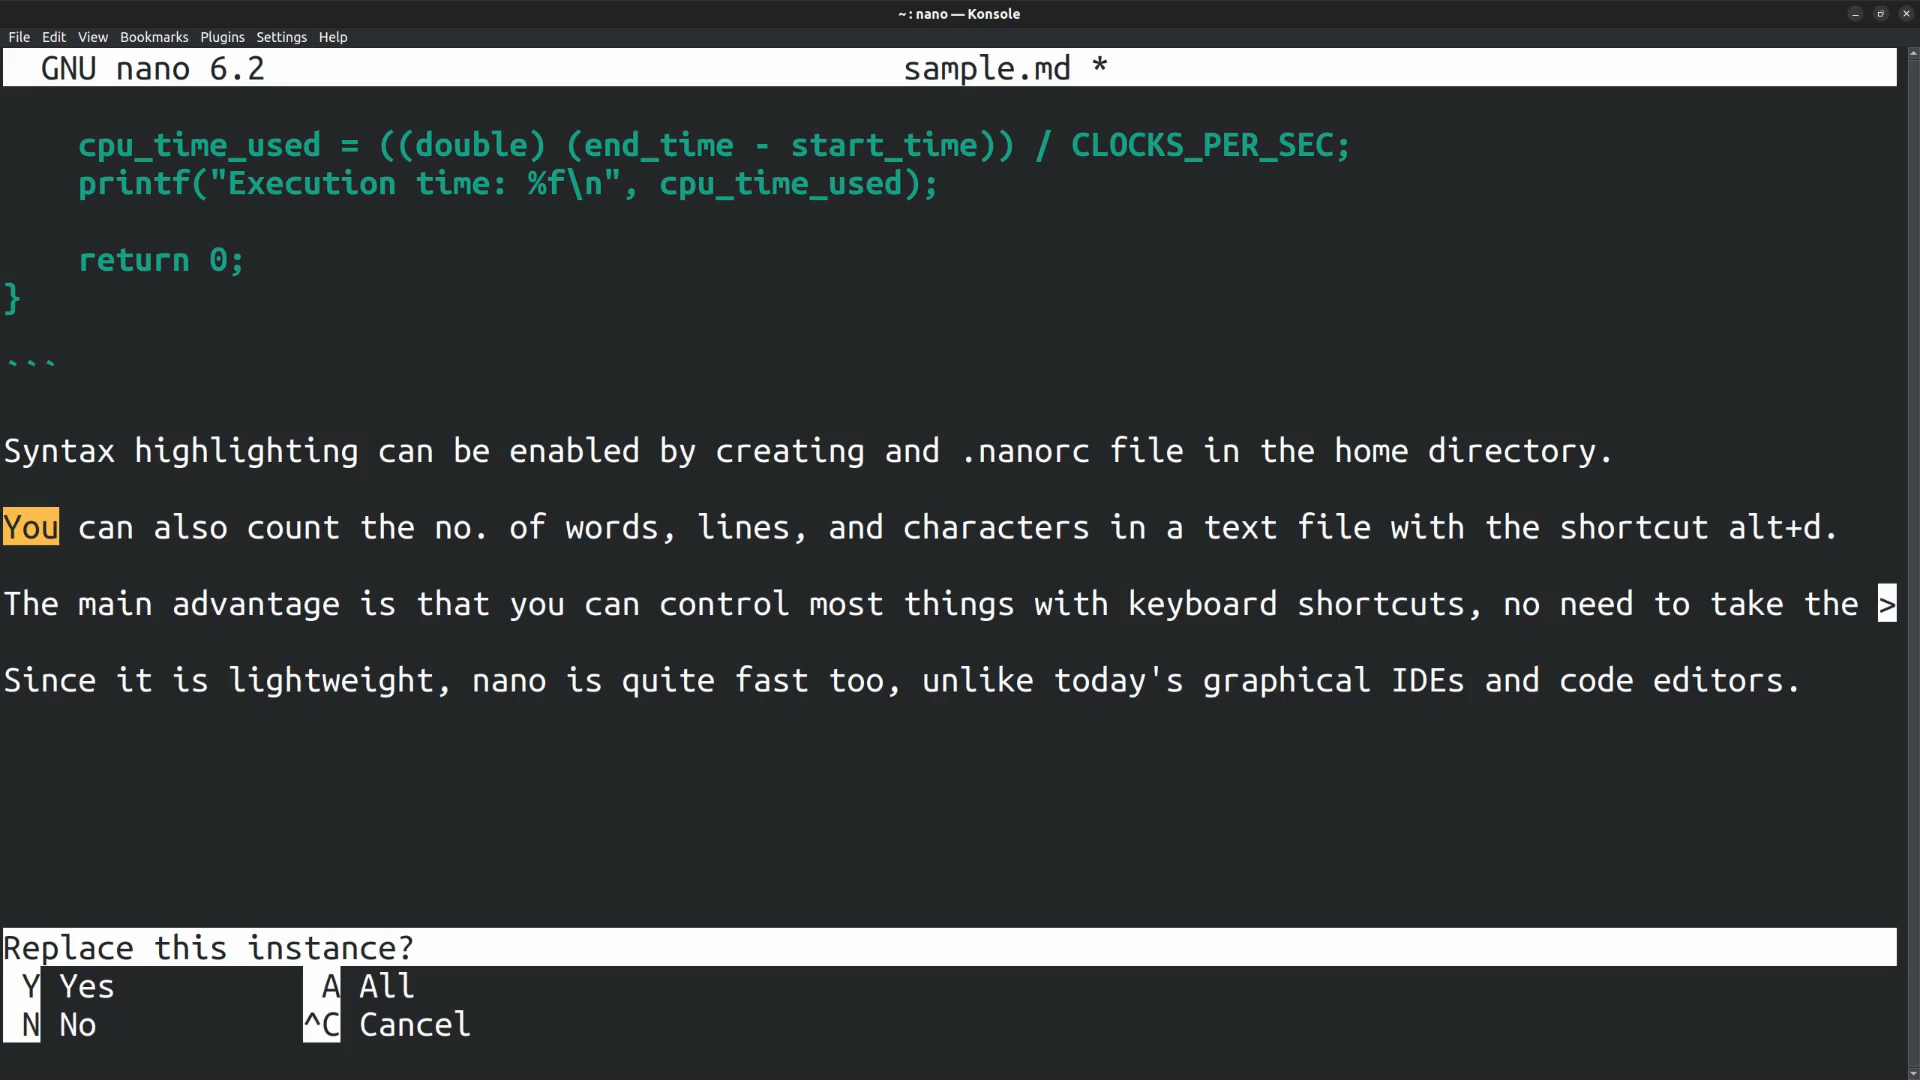 ~ : nano — Konsole
File Edit View Bookmarks Plugins Settings Help
GNU nano 6.2 sample.md *
    cpu_time_used = ((double) (end_time - start_time)) / CLOCKS_PER_SEC;
    printf("Execution time: %f\n", cpu_time_used);
    return 0;
}
```
Syntax highlighting can be enabled by creating and .nanorc file in the home directory.
You can also count the no. of words, lines, and characters in a text file with the shortcut alt+d.
The main advantage is that you can control most things with keyboard shortcuts, no need to take the >
Since it is lightweight, nano is quite fast too, unlike today's graphical IDEs and code editors.
Replace this instance?
Y Yes A All
N No ^C Cancel